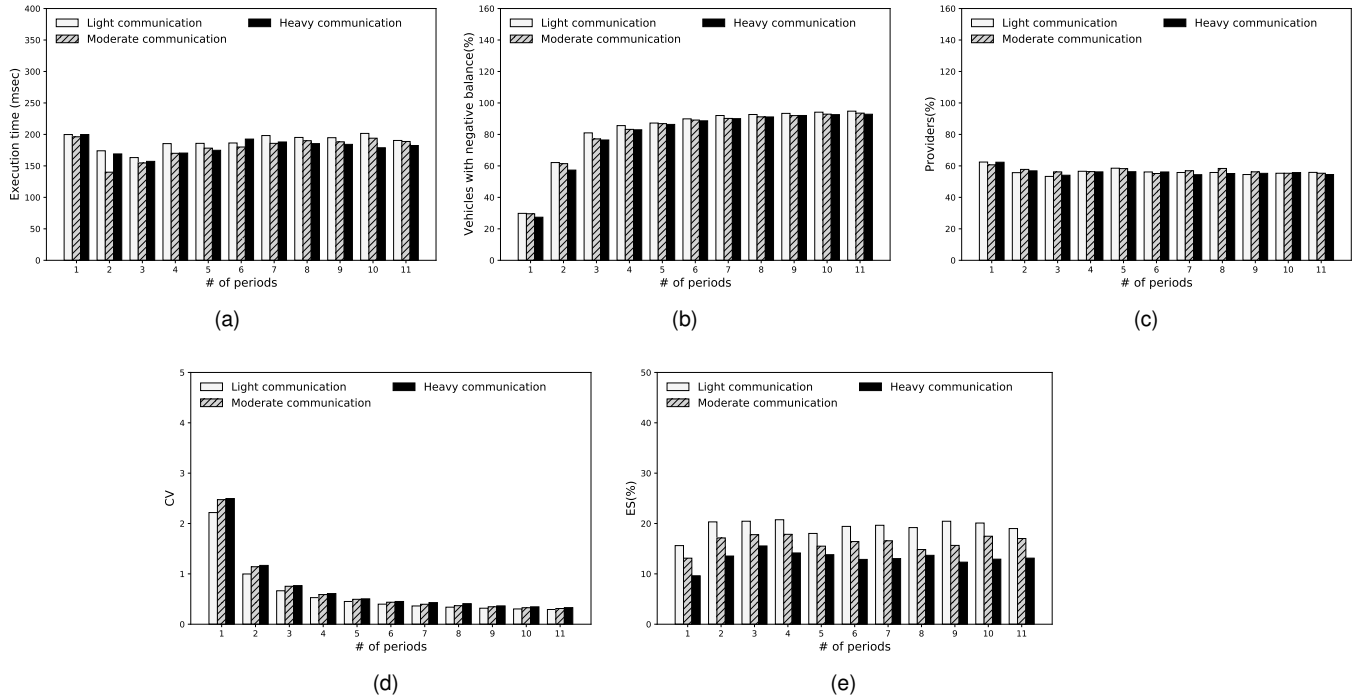 Light communication
Moderate communication
Heavy communication
400
350
300
250
200
150
100
50
0
Execution time (msec)
1 2 3 4 5 6 7 8 9 10 11
# of periods
(a)
Light communication
Moderate communication
Heavy communication
160
140
120
100
80
60
40
20
0
Vehicles with negative balance(%)
1 2 3 4 5 6 7 8 9 10 11
# of periods
(b)
Light communication
Moderate communication
Heavy communication
160
140
120
100
80
60
40
20
0
Providers(%)
1 2 3 4 5 6 7 8 9 10 11
# of periods
(c)
Light communication
Moderate communication
Heavy communication
5
4
3
2
1
0
CV
1 2 3 4 5 6 7 8 9 10 11
# of periods
(d)
Light communication
Moderate communication
Heavy communication
50
40
30
20
10
0
ES(%)
1 2 3 4 5 6 7 8 9 10 11
# of periods
(e)